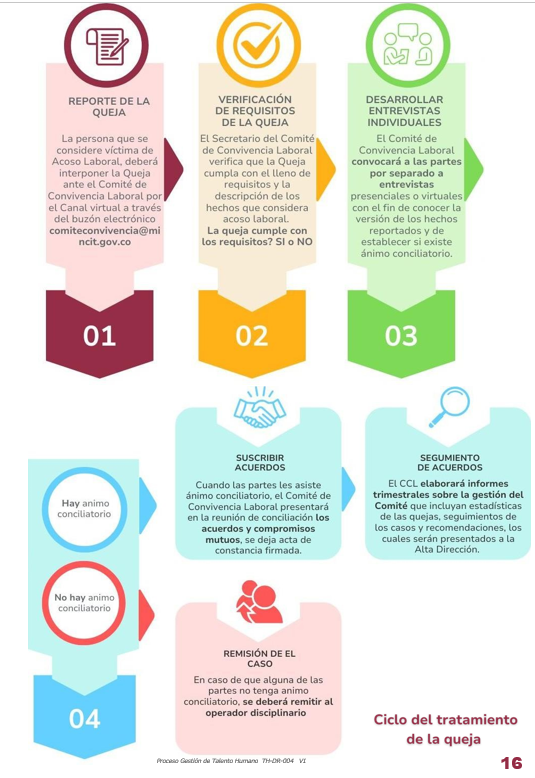 REPORTE DE LA
QUEJA
La persona que se
considere víctima de
Acoso Laboral, deberá
interponer la Queja
ante el Comité de
Convivencia Laboral por
el Canal virtual a través
del buzón electrónico
comiteconvivencia@mi
ncit.gov.co
01
VERIFICACIÓN
DE REQUISITOS
DE LA QUEJA
El Secretario del Comité
de Convivencia Laboral
verifica que la Queja
cumpla con el lleno de
requisitos y la
descripción de los
hechos que considera
acoso laboral.
La queja cumple con
los requisitos? SI o NO
02
DESARROLLAR
ENTREVISTAS
INDIVIDUALES
El Comité de
Convivencia Laboral
convocará a las partes
por separado a
entrevistas
presenciales o virtuales
con el fin de conocer la
versión de los hechos
reportados y de
establecer si existe
ánimo conciliatorio.
03
Hay animo
conciliatorio
No hay animo
conciliatorio
04
SUSCRIBIR
ACUERDOS
Cuando las partes les asiste
ánimo conciliatorio, el Comité de
Convivencia Laboral presentará
en la reunión de conciliación los
acuerdos y compromisos
mutuos, se deja acta de
constancia firmada.
SEGUMIENTO
DE ACUERDOS
El CCL elaborará informes
trimestrales sobre la gestión del
Comité que incluyan estadísticas
de las quejas, seguimientos de
los casos y recomendaciones, los
cuales serán presentados a la
Alta Dirección.
REMISIÓN DE EL
CASO
En caso de que alguna de las
partes no tenga animo
conciliatorio, se deberá remitir al
operador disciplinario
Ciclo del tratamiento
de la queja
Proceso Gestión de Talento Humano TH-DR-004 V1
16